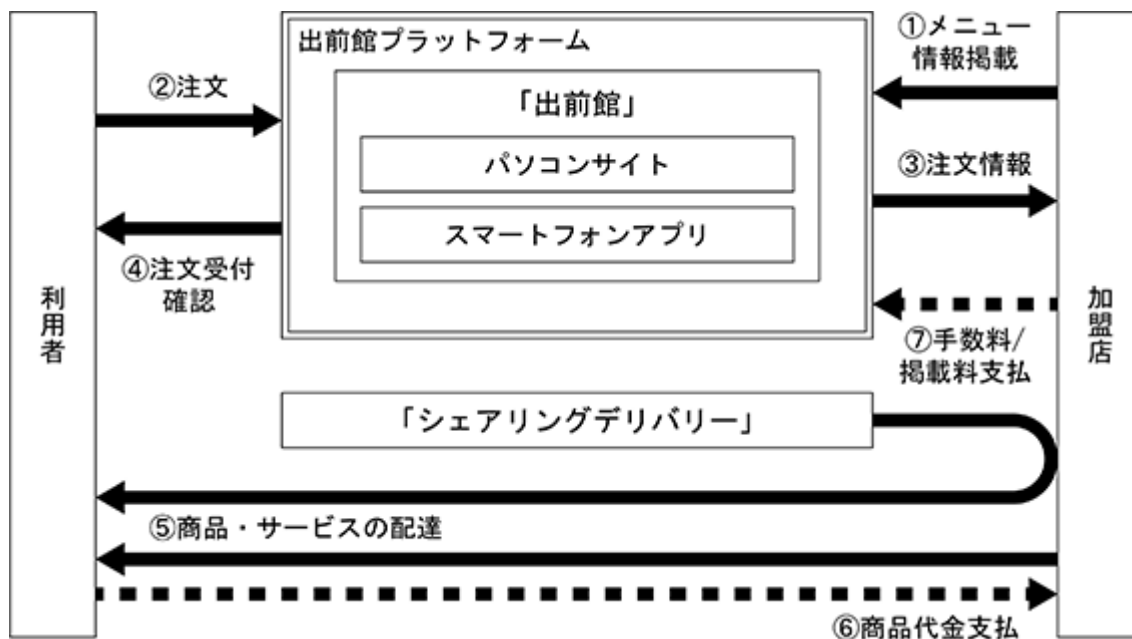 出前館プラットフォーム
①メニュー
情報掲載
②注文
「出前館」
パソコンサイト
③注文情報
スマートフォンアプリ
④注文受付
確認
利用者
加盟店
⑦手数料/
掲載料支払
「シェアリングデリバリー」
⑤商品・サービスの配達
⑥商品代金支払